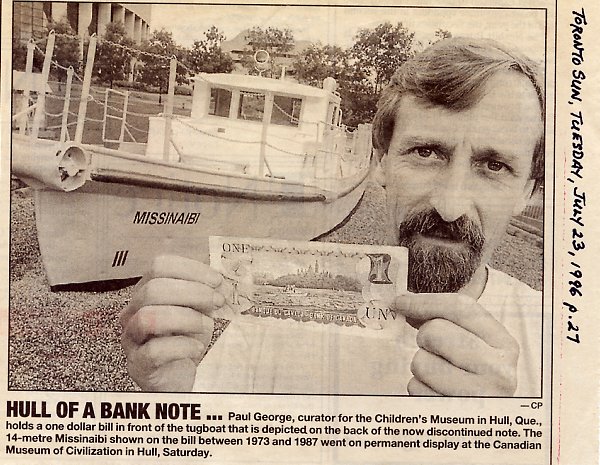 MISSINAIBI
III
ONE
1
UN
— CP
HULL OF A BANK NOTE ... Paul George, curator for the Children's Museum in Hull, Que.,
holds a one dollar bill in front of the tugboat that is depicted on the back of the now discontinued note. The
14-metre Missinaibi shown on the bill between 1973 and 1987 went on permanent display at the Canadian
Museum of Civilization in Hull, Saturday.
TORONTO SUN, TUESDAY, JULY 23, 1996 p.27